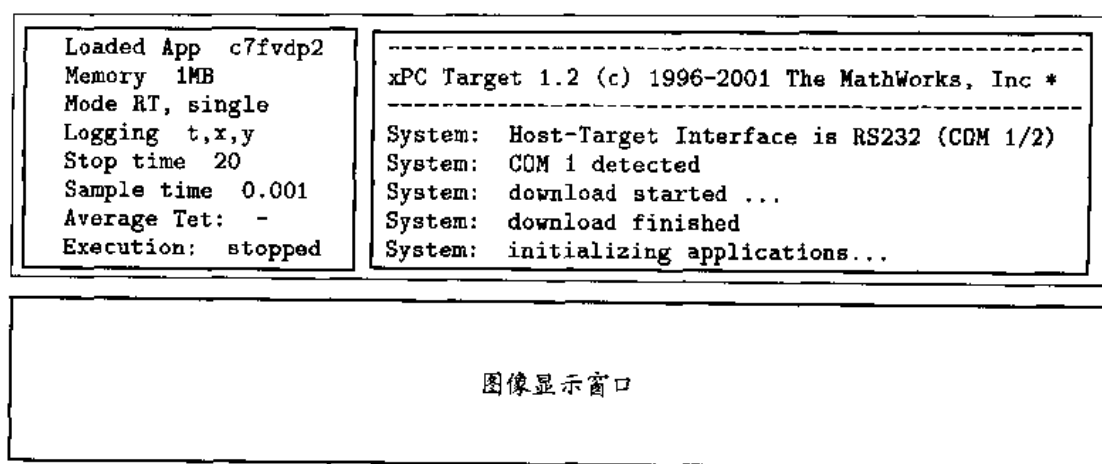 Loaded App c7fvdp2
Memory 1MB
Mode RT, single
Logging t,x,y
Stop time 20
Sample time 0.001
Average Tet: -
Execution: stopped
xPC Target 1.2 (c) 1996-2001 The MathWorks, Inc *
System: Host-Target Interface is RS232 (COM 1/2)
System: COM 1 detected
System: download started ...
System: download finished
System: initializing applications...
图像显示窗口